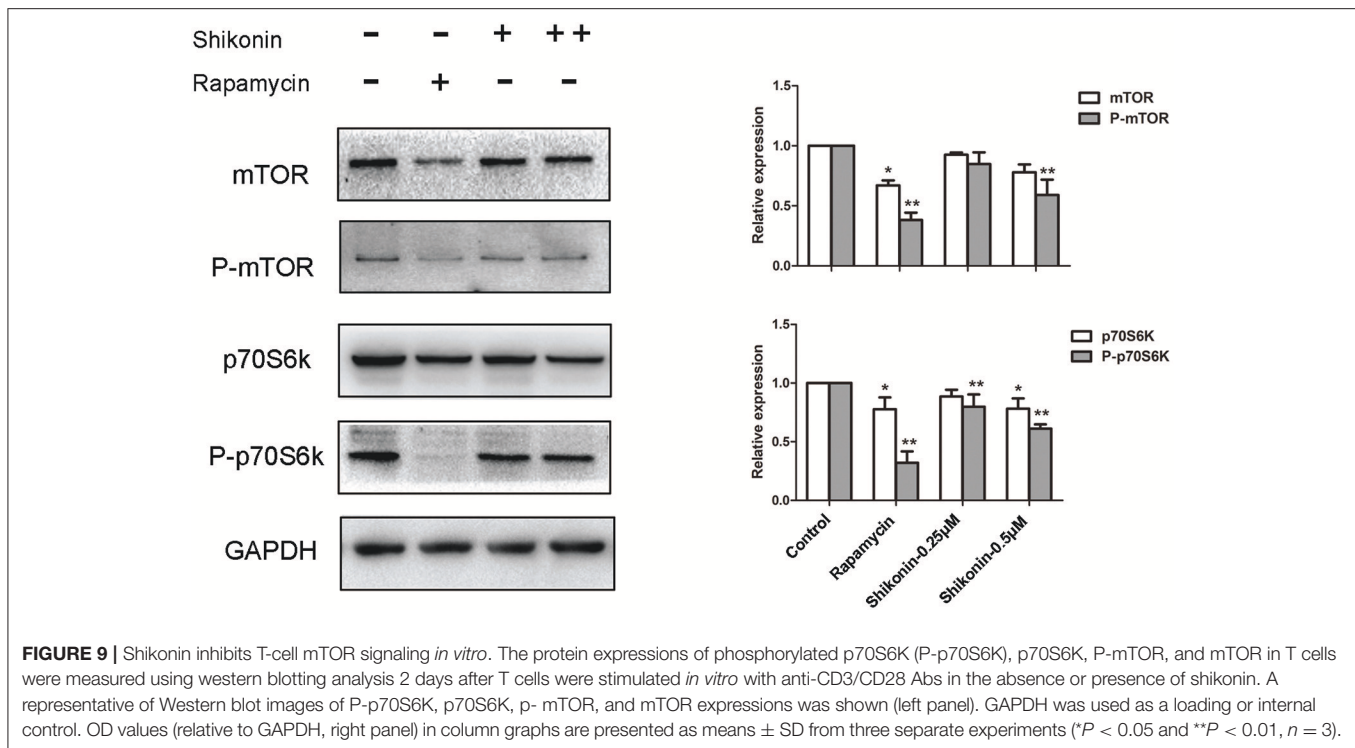 Shikonin - - + ++
Rapamycin - + - -
mTOR
P-mTOR
p70S6k
P-p70S6k
GAPDH
1.5
1.0
0.5
0.0
Relative expression
mTOR
P-mTOR
*
**
**
1.5
1.0
0.5
0.0
Relative expression
p70S6K
P-p70S6K
*
**
**
*
**
Control
Rapamycin
Shikonin-0.25μM
Shikonin-0.5μM
FIGURE 9 | Shikonin inhibits T-cell mTOR signaling in vitro. The protein expressions of phosphorylated p70S6K (P-p70S6K), p70S6K, P-mTOR, and mTOR in T cells
were measured using western blotting analysis 2 days after T cells were stimulated in vitro with anti-CD3/CD28 Abs in the absence or presence of shikonin. A
representative of Western blot images of P-p70S6K, p70S6K, p- mTOR, and mTOR expressions was shown (left panel). GAPDH was used as a loading or internal
control. OD values (relative to GAPDH, right panel) in column graphs are presented as means ± SD from three separate experiments (*P < 0.05 and **P < 0.01, n = 3).